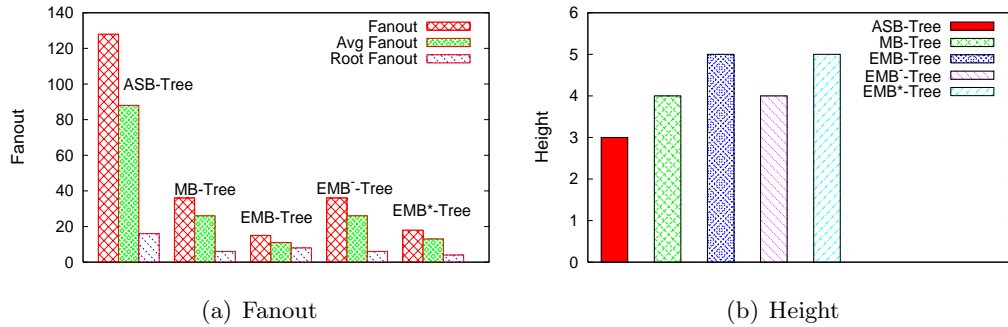 140
120
100
80
60
40
20
0
Fanout
Fanout
Avg Fanout
Root Fanout
ASB-Tree
MB-Tree
EMB-Tree
EMB⁻-Tree
EMB*-Tree
(a) Fanout
6
5
4
3
2
1
0
Height
ASB-Tree
MB-Tree
EMB-Tree
EMB⁻-Tree
EMB*-Tree
(b) Height